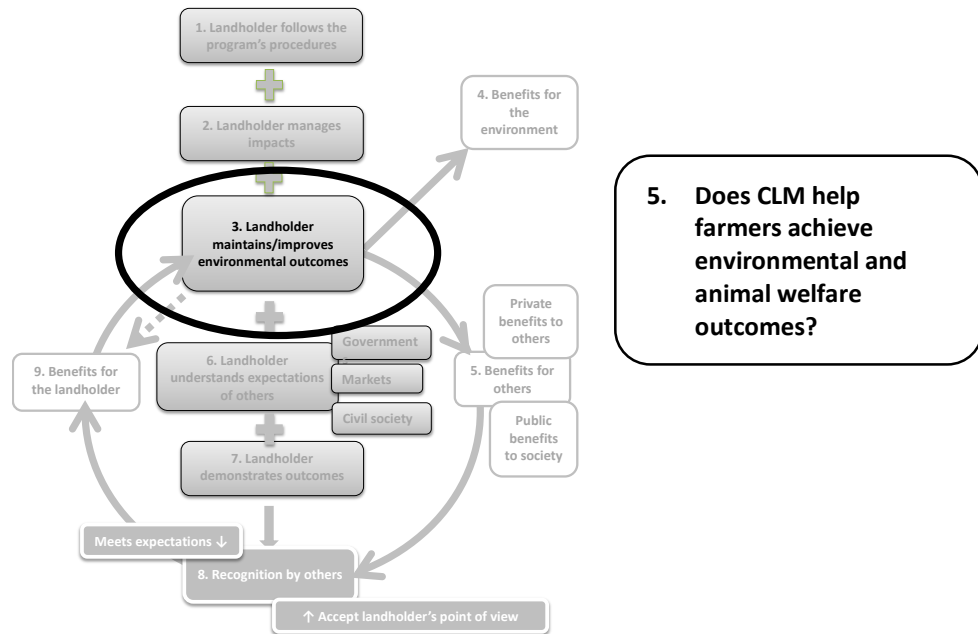 1. Landholder follows the
program's procedures
2. Landholder manages
impacts
4. Benefits for
the
environment
3. Landholder
maintains/improves
environmental outcomes
5. Does CLM help
farmers achieve
environmental and
animal welfare
outcomes?
Private
benefits to
others
Government
6. Landholder
understands expectations
of others
Markets
Civil society
5. Benefits for
others
9. Benefits for
the landholder
Public
benefits
to society
7. Landholder
demonstrates outcomes
Meets expectations ↓
8. Recognition by others
↑ Accept landholder's point of view